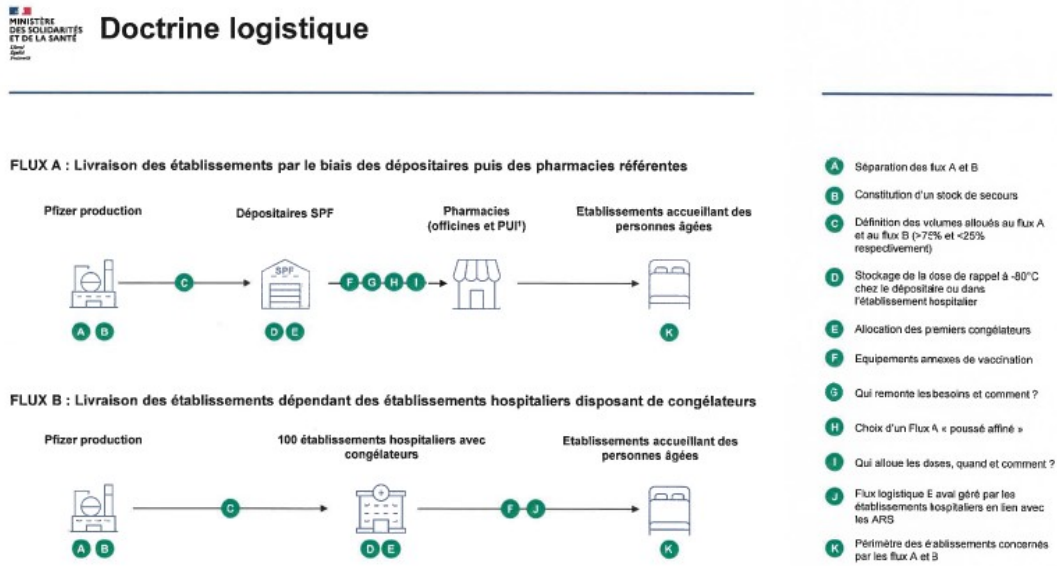 MINISTÈRE
DES SOLIDARITÉS
ET DE LA SANTÉ
Liberté
Égalité
Fraternité
Doctrine logistique
FLUX A : Livraison des établissements par le biais des dépositaires puis des pharmacies référentes
Pfizer production
Dépositaires SPF
Pharmacies
(officines et PUI¹)
Etablissements accueillant des
personnes âgées
SPF
C
F G H I
A B
D E
K
FLUX B : Livraison des établissements dépendant des établissements hospitaliers disposant de congélateurs
Pfizer production
100 établissements hospitaliers avec
congélateurs
Etablissements accueillant des
personnes âgées
C
F J
A B
D E
K
A Séparation des flux A et B
B Constitution d'un stock de secours
C Définition des volumes alloués au flux A
et au flux B (>75% et <25%
respectivement)
D Stockage de la dose de rappel à -80°C
chez le dépositaire ou dans
l'établissement hospitalier
E Allocation des premiers congélateurs
F Equipements annexes de vaccination
G Qui remonte les besoins et comment ?
H Choix d'un Flux A « poussé affiné »
I Qui alloue les doses, quand et comment ?
J Flux logistique B aval géré par les
établissements hospitaliers en lien avec
les ARS
K Périmètre des établissements concernés
par les flux A et B